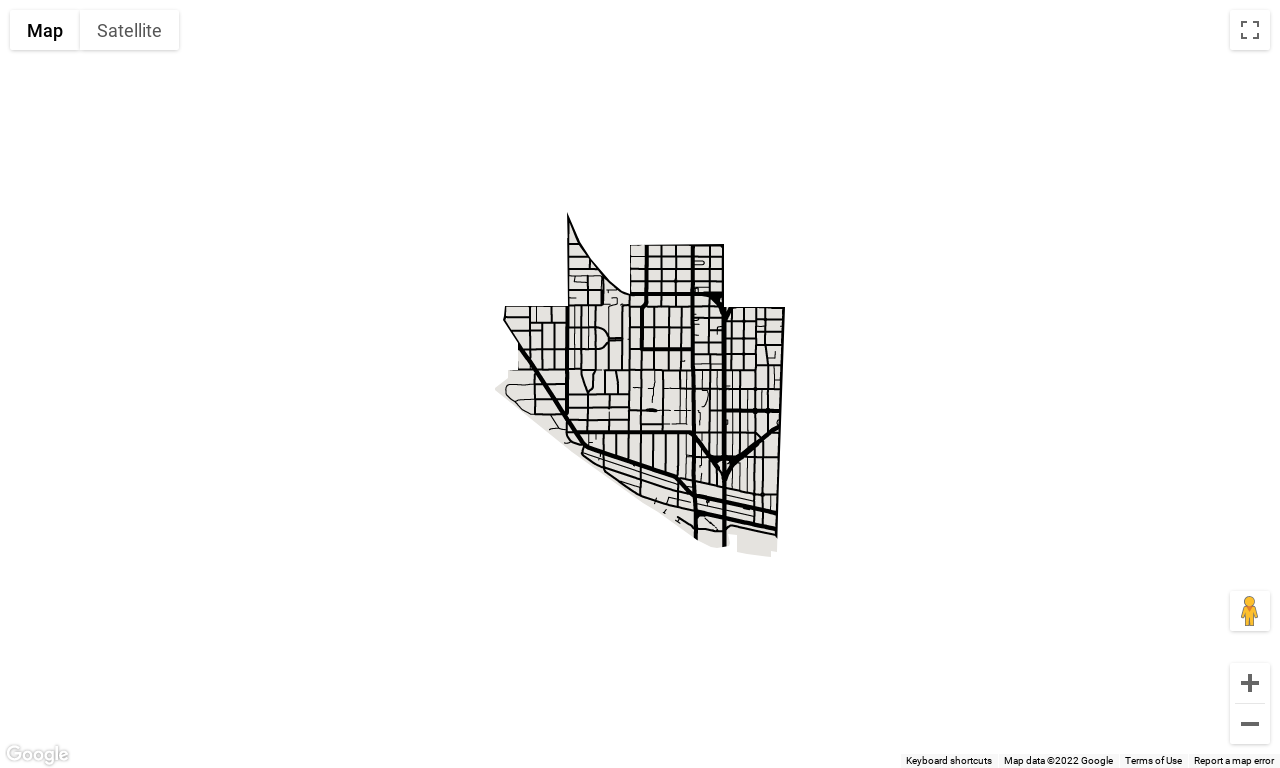 Map Satellite
Google
Keyboard shortcuts Map data ©2022 Google Terms of Use Report a map error